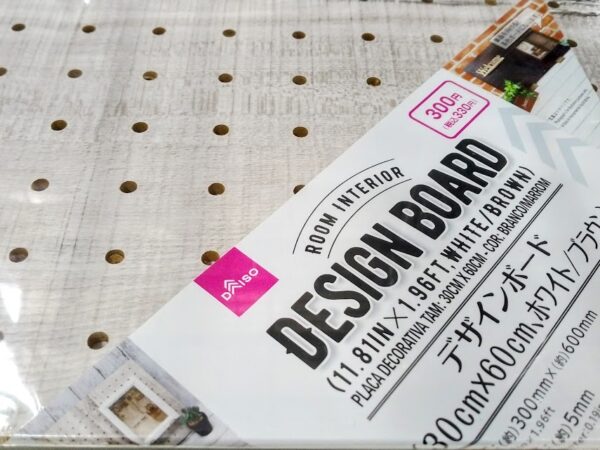 Welcome
300円
(税込330円)
ROOM INTERIOR
DESIGN BOARD
(11.81IN×1.96FT, WHITE/BROWN)
PLACA DECORATIVA TAM: 30CM X 60CM - COR: BRANCO/MARROM
DAISO
デザインボード
(30cm×60cm、ホワイト/ブラウン
(約)300mm×(約)600mm
×1.96ft
(約)5mm